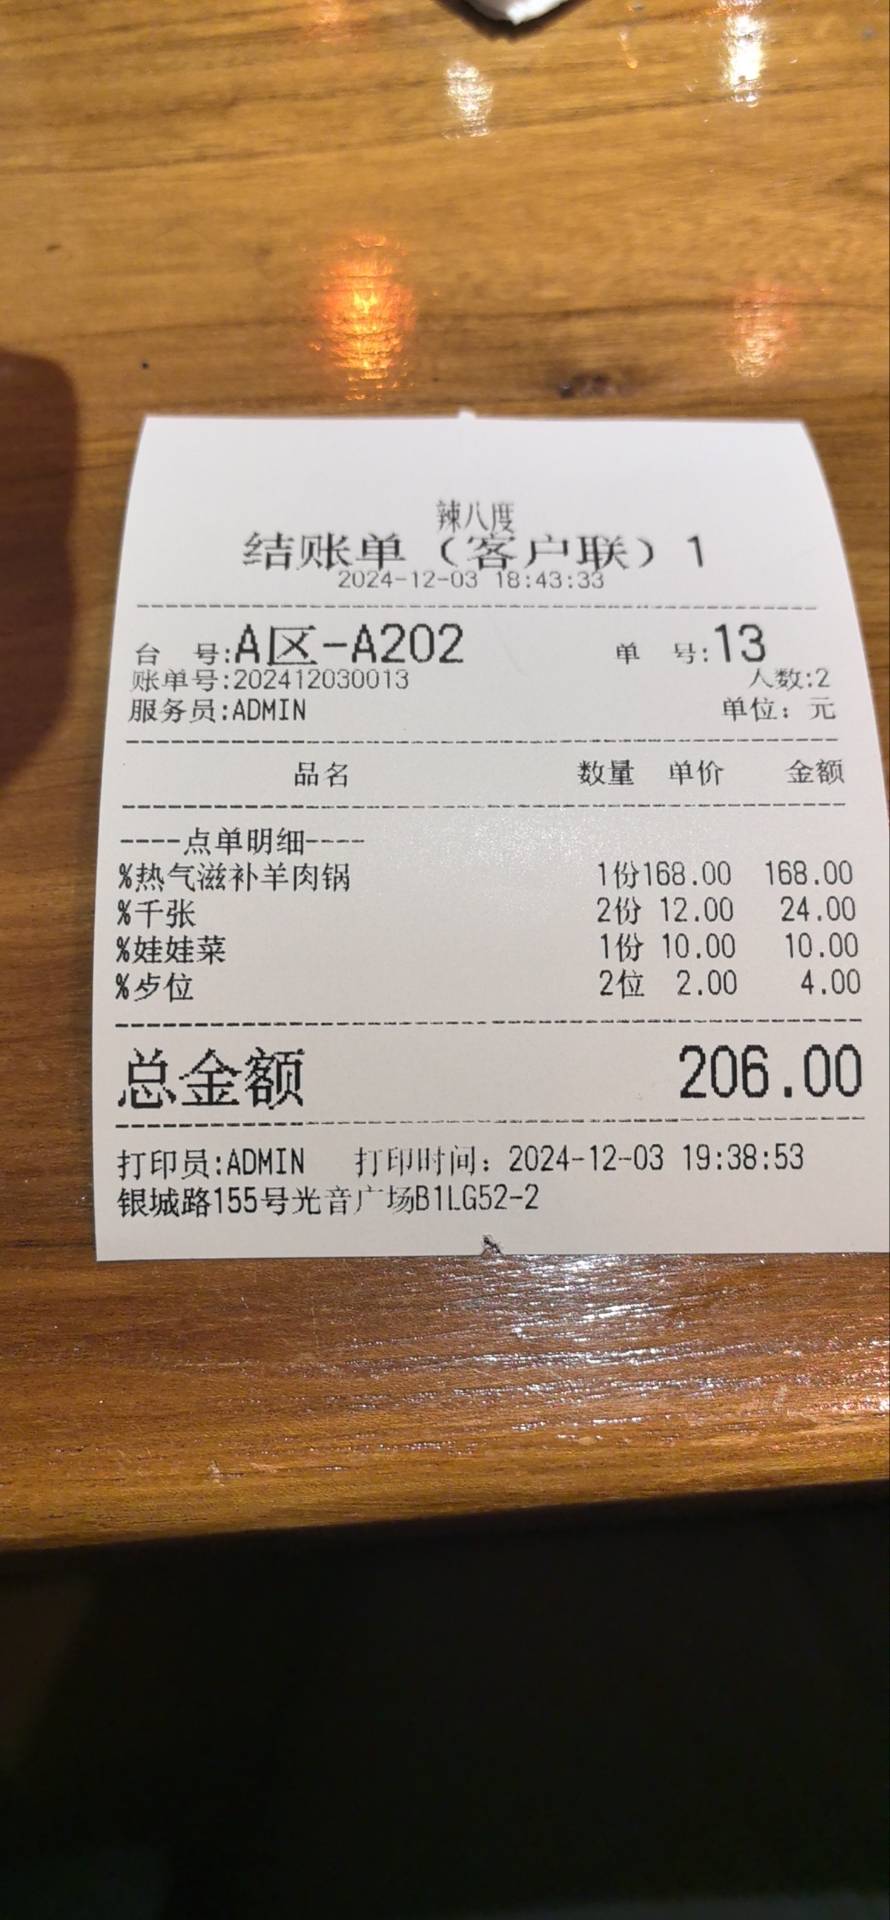 辣八度
结账单（客户联）1
2024-12-03 18:43:33
台 号:A区-A202 单 号:13
账单号:202412030013 人数:2
服务员:ADMIN 单位：元
品名 数量 单价 金额
----点单明细----
%热气滋补羊肉锅 1份168.00 168.00
%千张 2份 12.00 24.00
%娃娃菜 1份 10.00 10.00
%歺位 2位 2.00 4.00
总金额 206.00
打印员:ADMIN 打印时间：2024-12-03 19:38:53
银城路155号光音广场B1LG52-2